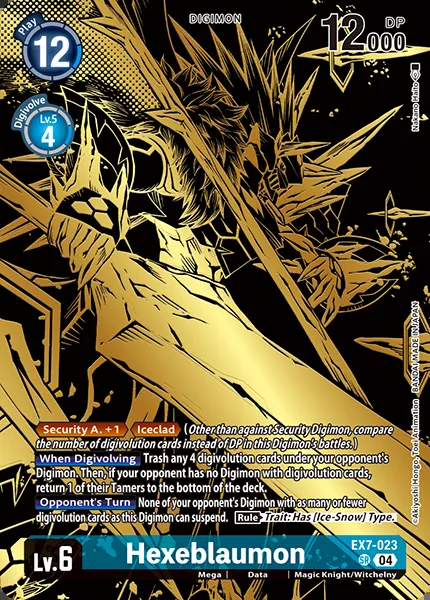 DIGIMON
Play
12
12000 DP
Digivolve
Lv.5
4
Nakano Haito
Security A. +1 Iceclad (Other than against Security Digimon, compare
the number of digivolution cards instead of DP in this Digimon's battles.)
When Digivolving Trash any 4 digivolution cards under your opponent's
Digimon. Then, if your opponent has no Digimon with digivolution cards,
return 1 of their Tamers to the bottom of the deck.
Opponent's Turn None of your opponent's Digimon with as many or fewer
digivolution cards as this Digimon can suspend. Rule Trait: Has [Ice-Snow] Type.
©Akiyoshi Hongo, Toei Animation BANDAI MADE IN JAPAN
Lv.6
Hexeblaumon
EX7-023
SR 04
Mega Data Magic Knight/Witchelny